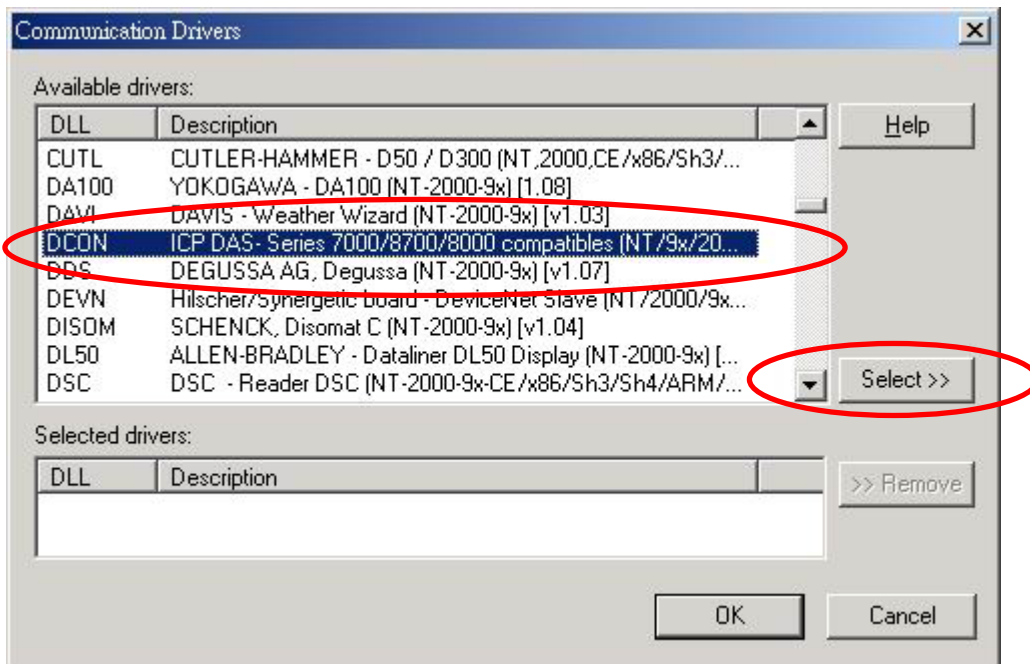 Communication Drivers
Available drivers:
DLL Description
CUTL CUTLER-HAMMER - D50 / D300 (NT,2000,CE/x86/Sh3/...
DA100 YOKOGAWA - DA100 (NT-2000-9x) [1.08]
DAVI DAVIS - Weather Wizard (NT-2000-9x) [v1.03]
DCON ICP DAS- Series 7000/8700/8000 compatibles (NT/9x/20...
DDS DEGUSSA AG, Degussa (NT-2000-9x) [v1.07]
DEVN Hilscher/Synergetic board - DeviceNet Slave (NT/2000/9x...
DISOM SCHENCK, Disomat C (NT-2000-9x) [v1.04]
DL50 ALLEN-BRADLEY - Dataliner DL50 Display (NT-2000-9x) [...
DSC DSC - Reader DSC (NT-2000-9x-CE/x86/Sh3/Sh4/ARM/...
Help
Select >>
Selected drivers:
DLL Description
>> Remove
OK Cancel